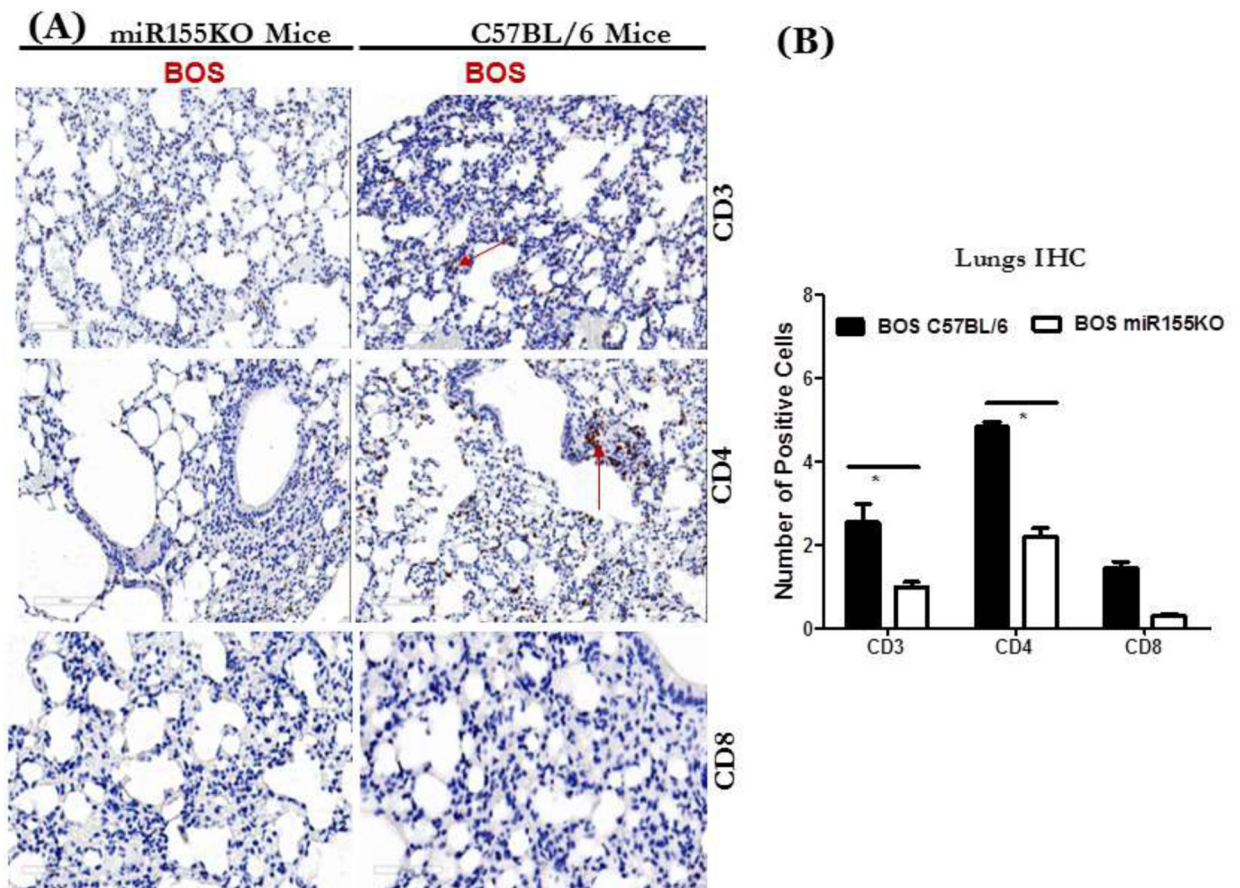 (A) miR155KO Mice C57BL/6 Mice
BOS BOS
CD3
CD4
CD8
(B)
Lungs IHC
BOS C57BL/6 BOS miR155KO
Number of Positive Cells
8
6
4
2
0
*
*
CD3 CD4 CD8